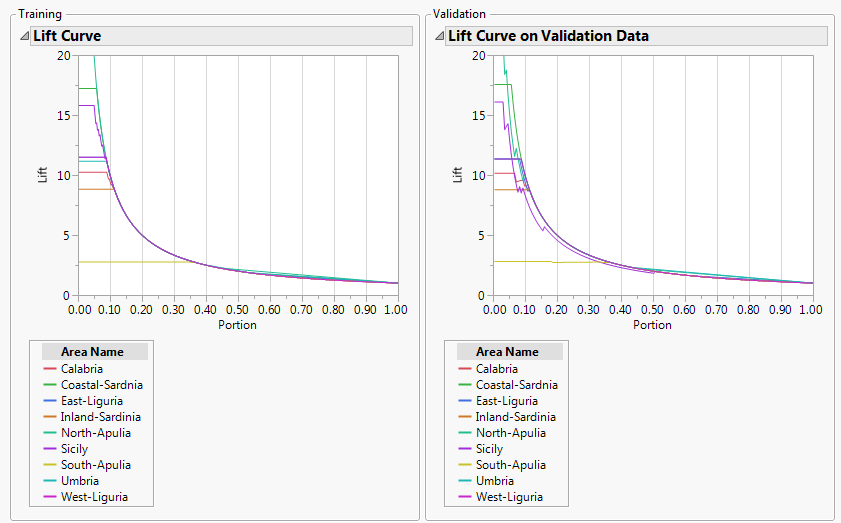 Training
Lift Curve
20
15
10
5
0
Lift
0.00 0.10 0.20 0.30 0.40 0.50 0.60 0.70 0.80 0.90 1.00
Portion
Area Name
Calabria
Coastal-Sardnia
East-Liguria
Inland-Sardinia
North-Apulia
Sicily
South-Apulia
Umbria
West-Liguria
Validation
Lift Curve on Validation Data
20
15
10
5
0
Lift
0.00 0.10 0.20 0.30 0.40 0.50 0.60 0.70 0.80 0.90 1.00
Portion
Area Name
Calabria
Coastal-Sardnia
East-Liguria
Inland-Sardinia
North-Apulia
Sicily
South-Apulia
Umbria
West-Liguria